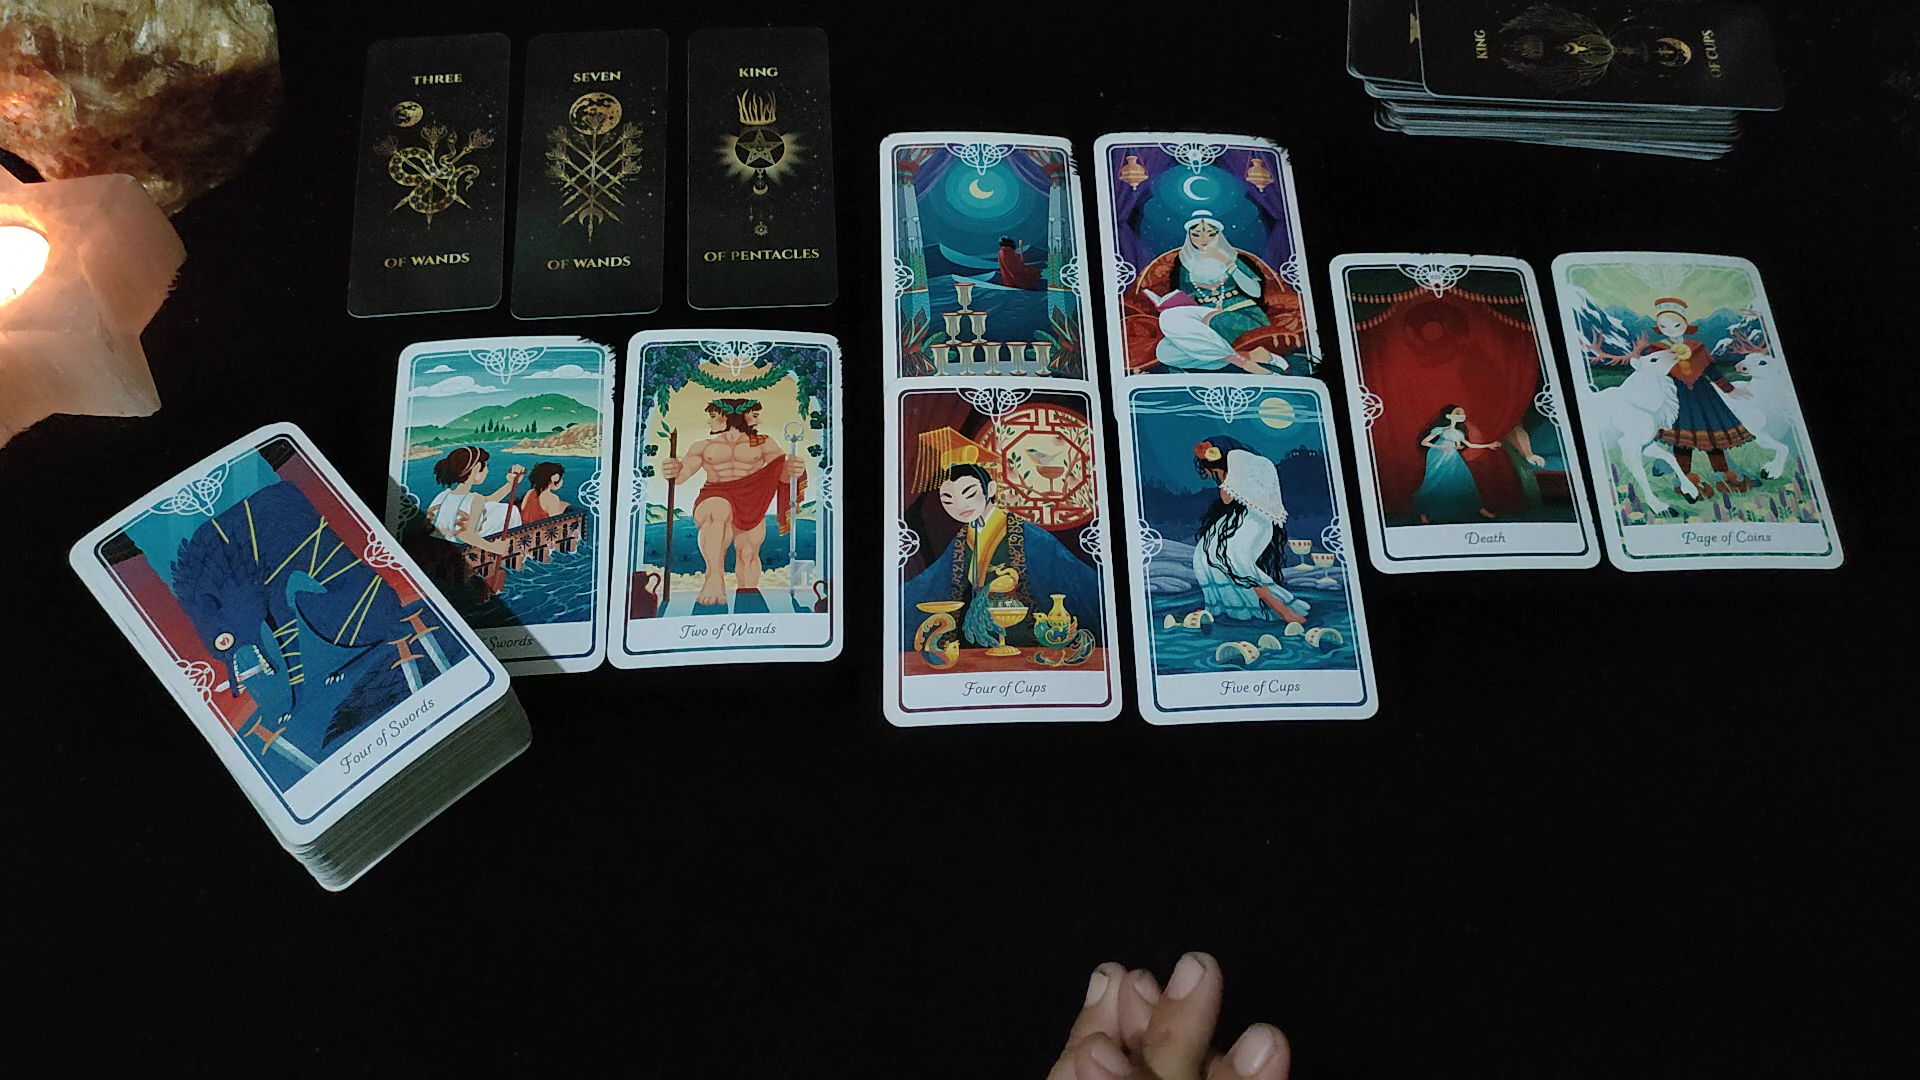 THREE
OF WANDS
SEVEN
OF WANDS
KING
OF PENTACLES
KING
OF CUPS
Four of Swords
Swords
Two of Wands
Four of Cups
Five of Cups
Death
Page of Coins